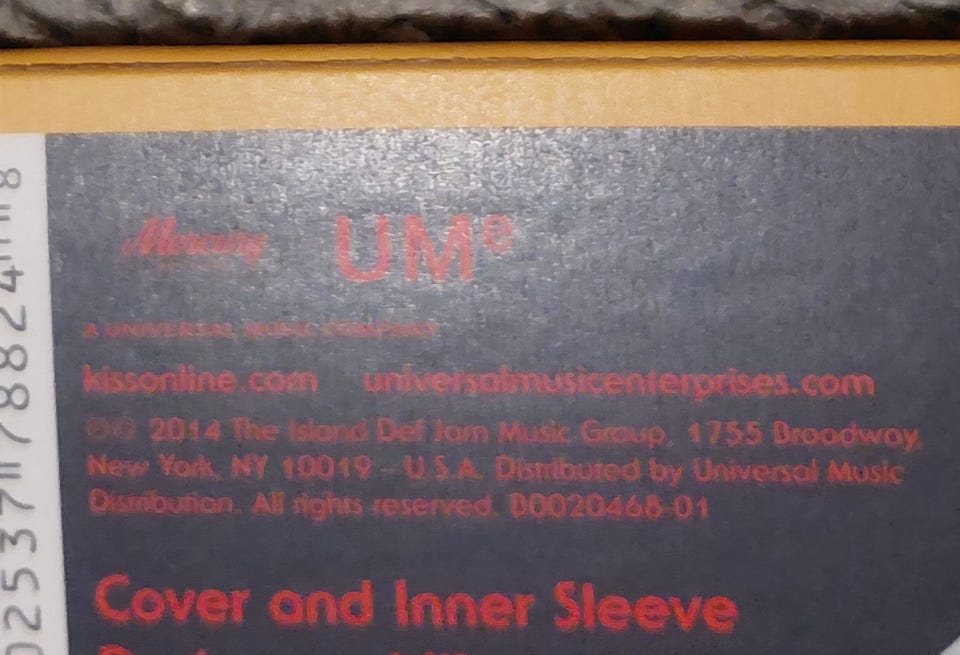 Mercury UMe
A UNIVERSAL MUSIC COMPANY
kissonline.com universalmusicenterprises.com
℗© 2014 The Island Def Jam Music Group, 1755 Broadway,
New York, NY 10019 - U.S.A. Distributed by Universal Music
Distribution. All rights reserved. B0020468-01
Cover and Inner Sleeve